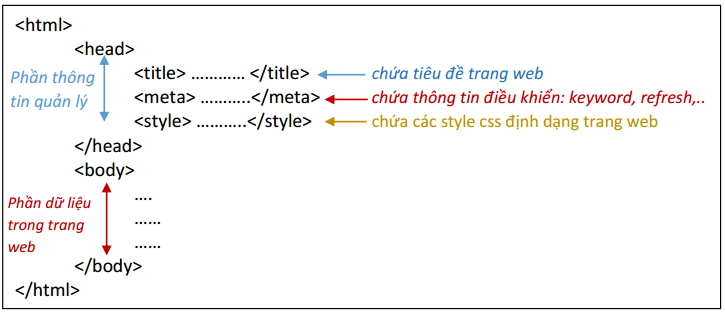 <html>
<head>
Phần thông
tin quản lý
<title> ………… </title>
chứa tiêu đề trang web
<meta> ………..</meta>
chứa thông tin điều khiển: keyword, refresh,..
<style> ………..</style>
chứa các style css định dạng trang web
</head>
<body>
Phần dữ liệu
trong trang
web
….
……
……
</body>
</html>